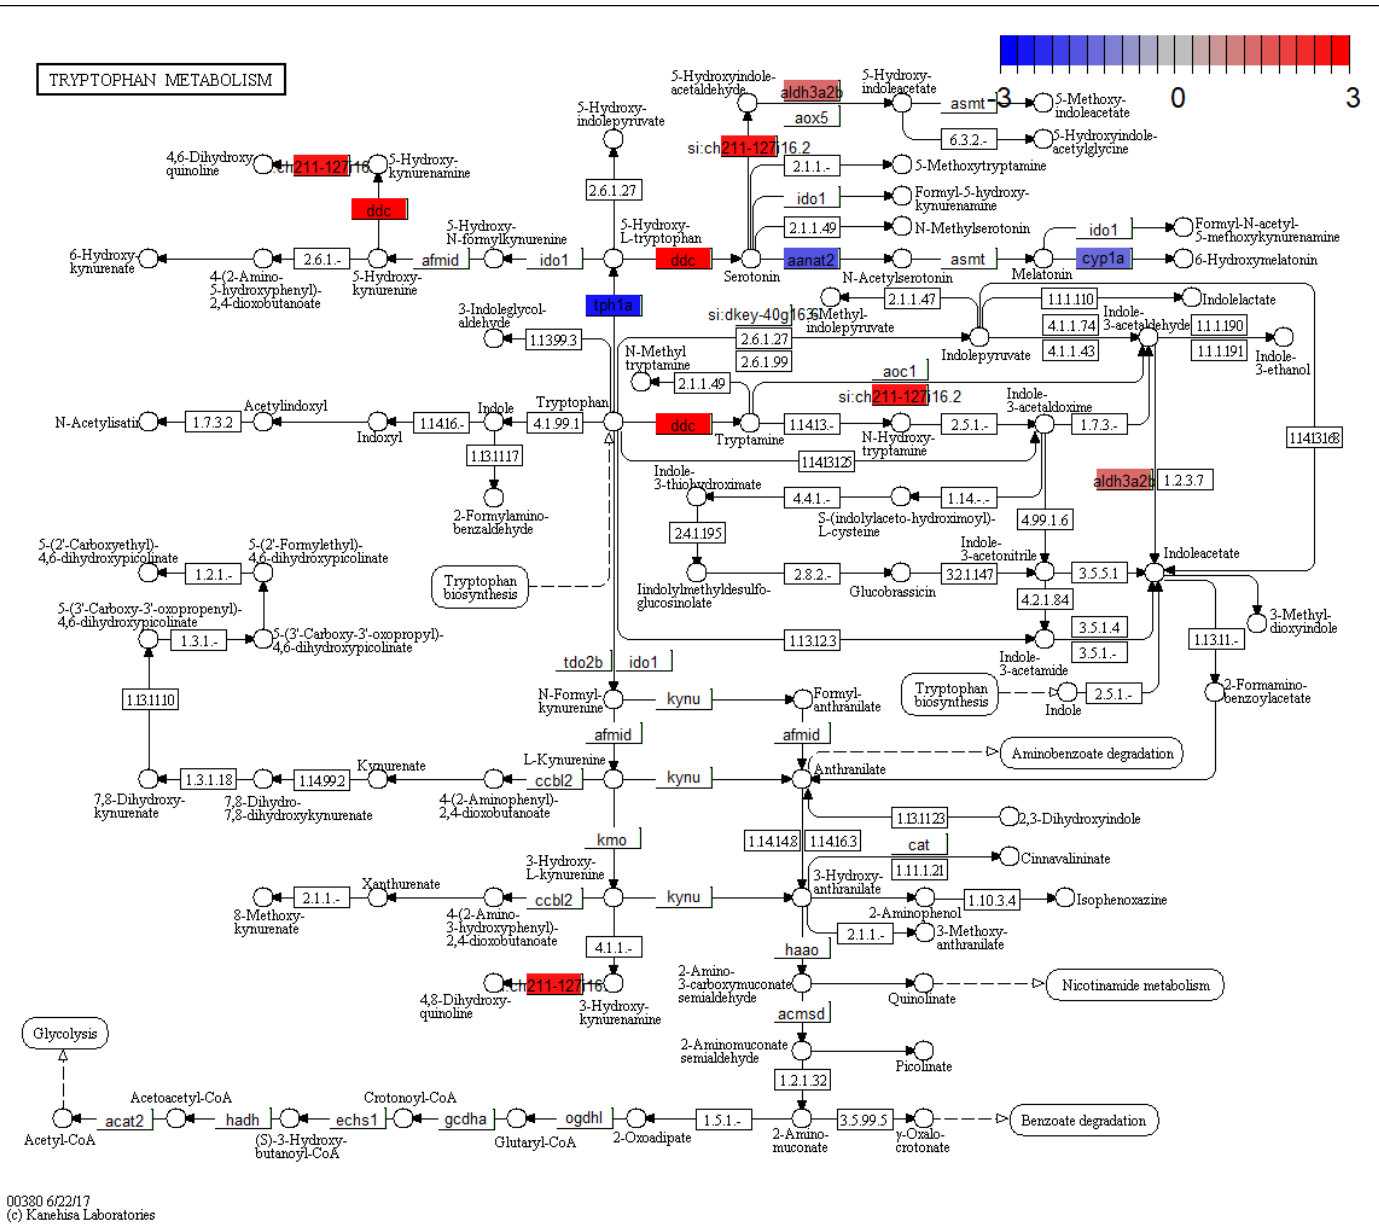 TRYPTOPHAN METABOLISM
-3
0
3
5-Hydroxyindole-
acetaldehyde
aldh3a2b
aox5
5-Hydroxy-
indoleacetate
asmt
5-Methoxy-
indoleacetate
6.3.2.-
5-Hydroxyindole-
acetylglycine
5-Hydroxy-
indolepyruvate
si:ch211-127i16.2
2.1.1.-
5-Methoxytryptamine
4,6-Dihydroxy
quinoline
ch211-127i16
5-Hydroxy-
kynurenamine
2.6.1.27
ido1
Formyl-5-hydroxy-
kynurenamine
ddc
2.1.1.49
N-Methylserotonin
ido1
Formyl-N-acetyl-
5-methoxykynurenamine
6-Hydroxy-
kynurenate
4-(2-Amino-
5-hydroxyphenyl)-
2,4-dioxobutanoate
2.6.1.-
5-Hydroxy-
kynurenine
afmid
5-Hydroxy-
N-formylkynurenine
ido1
5-Hydroxy-
L-tryptophan
ddc
Serotonin
aanat2
N-Acetylserotonin
asmt
Melatonin
cyp1a
6-Hydroxymelatonin
tph1a
3-Indoleglycol-
aldehyde
1.13.99.3
si:dkey-40g16.6
2.6.1.27
2.6.1.99
-Methyl-
indolepyruvate
2.1.1.47
Indolepyruvate
1.1.1.110
Indolelactate
4.1.1.74
4.1.1.43
Indole-
3-acetaldehyde
1.1.1.190
1.1.1.191
Indole-
3-ethanol
N-Methyl
tryptamine
2.1.1.49
aoc1
si:ch211-127i16.2
N-Acetylisatin
1.7.3.2
Acetylindoxyl
Indoxyl
1.14.16.-
Indole
4.1.99.1
Tryptophan
ddc
Tryptamine
1.14.13.-
N-Hydroxy-
tryptamine
2.5.1.-
Indole-
3-acetaldoxime
1.7.3.-
1.14.13.168
1.13.11.17
2-Formylamino-
benzaldehyde
1.14.13.125
Indole-
3-thiohydroximate
4.4.1.-
S-(indolylaceto-hydroximoyl)-
L-cysteine
1.14.-.-
aldh3a2b
1.2.3.7
2.4.1.195
4.99.1.6
5-(2'-Carboxyethyl)-
4,6-dihydroxypicolinate
1.2.1.-
5-(2'-Formylethyl)-
4,6-dihydroxypicolinate
Tryptophan
biosynthesis
Iindolylmethyldesulfo-
glucosinolate
2.8.2.-
Glucobrassicin
3.2.1.147
Indole-
3-acetonitrile
3.5.5.1
Indoleacetate
4.2.1.84
5-(3'-Carboxy-3'-oxopropenyl)-
4,6-dihydroxypicolinate
1.3.1.-
5-(3'-Carboxy-3'-oxopropyl)-
4,6-dihydroxypicolinate
1.13.12.3
Indole-
3-acetamide
3.5.1.4
3.5.1.-
1.13.11.-
3-Methyl-
dioxyindole
tdo2b
ido1
1.13.11.10
N-Formyl-
kynurenine
kynu
Formyl-
anthranilate
Tryptophan
biosynthesis
Indole
2.5.1.-
2-Formamino-
benzoylacetate
afmid
afmid
Aminobenzoate degradation
7,8-Dihydroxy-
kynurenate
1.3.1.18
7,8-Dihydro-
7,8-dihydroxykynurenate
1.14.99.2
Kynurenate
4-(2-Aminophenyl)-
2,4-dioxobutanoate
ccbl2
L-Kynurenine
kynu
Anthranilate
1.13.11.23
2,3-Dihydroxyindole
kmo
1.14.14.8
1.14.16.3
cat
1.11.1.21
Cinnavalininate
8-Methoxy-
kynurenate
2.1.1.-
Xanthurenate
4-(2-Amino-
3-hydroxyphenyl)-
2,4-dioxobutanoate
ccbl2
3-Hydroxy-
L-kynurenine
kynu
3-Hydroxy-
anthranilate
2-Aminophenol
1.10.3.4
Isophenoxazine
2.1.1.-
3-Methoxy-
anthranilate
4.1.1.-
haao
4,8-Dihydroxy-
quinoline
ch211-127i16
3-Hydroxy-
kynurenamine
2-Amino-
3-carboxymuconate
semialdehyde
Quinolinate
Nicotinamide metabolism
acmsd
Glycolysis
2-Aminomuconate
semialdehyde
Picolinate
1.2.1.32
Acetyl-CoA
acat2
Acetoacetyl-CoA
hadh
(S)-3-Hydroxy-
butanoyl-CoA
echs1
Crotonoyl-CoA
gcdha
Glutaryl-CoA
ogdhl
2-Oxoadipate
1.5.1.-
2-Amino-
muconate
3.5.99.5
γ-Oxalo-
crotonate
Benzoate degradation
00380 6/22/17
(c) Kanehisa Laboratories